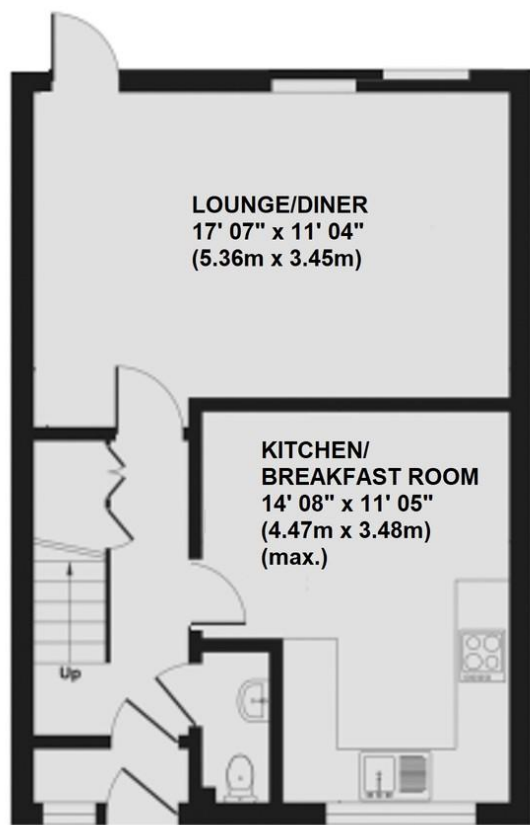 LOUNGE/DINER
17' 07" x 11' 04"
(5.36m x 3.45m)
KITCHEN/
BREAKFAST ROOM
14' 08" x 11' 05"
(4.47m x 3.48m)
(max.)
Up